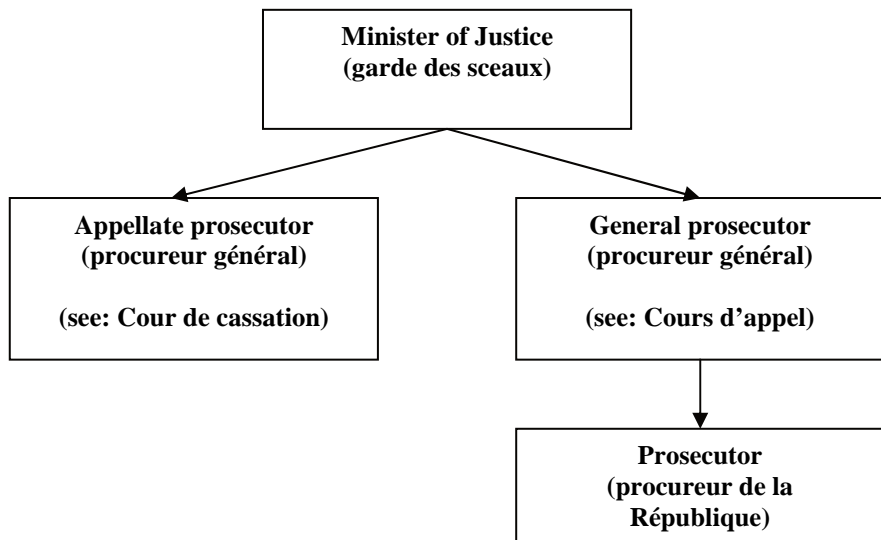 Minister of Justice
(garde des sceaux)
Appellate prosecutor
(procureur général)
(see: Cour de cassation)
General prosecutor
(procureur général)
(see: Cours d’appel)
Prosecutor
(procureur de la
République)